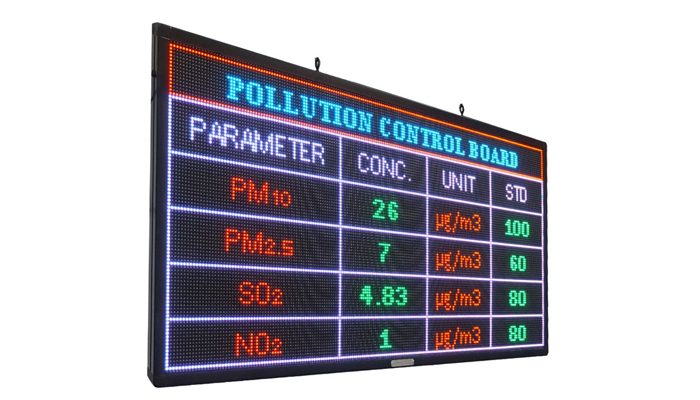 POLLUTION CONTROL BOARD
PARAMETER CONC. UNIT STD
PM10 26 µg/m3 100
PM2.5 7 µg/m3 60
SO2 4.83 µg/m3 80
NO2 1 µg/m3 80